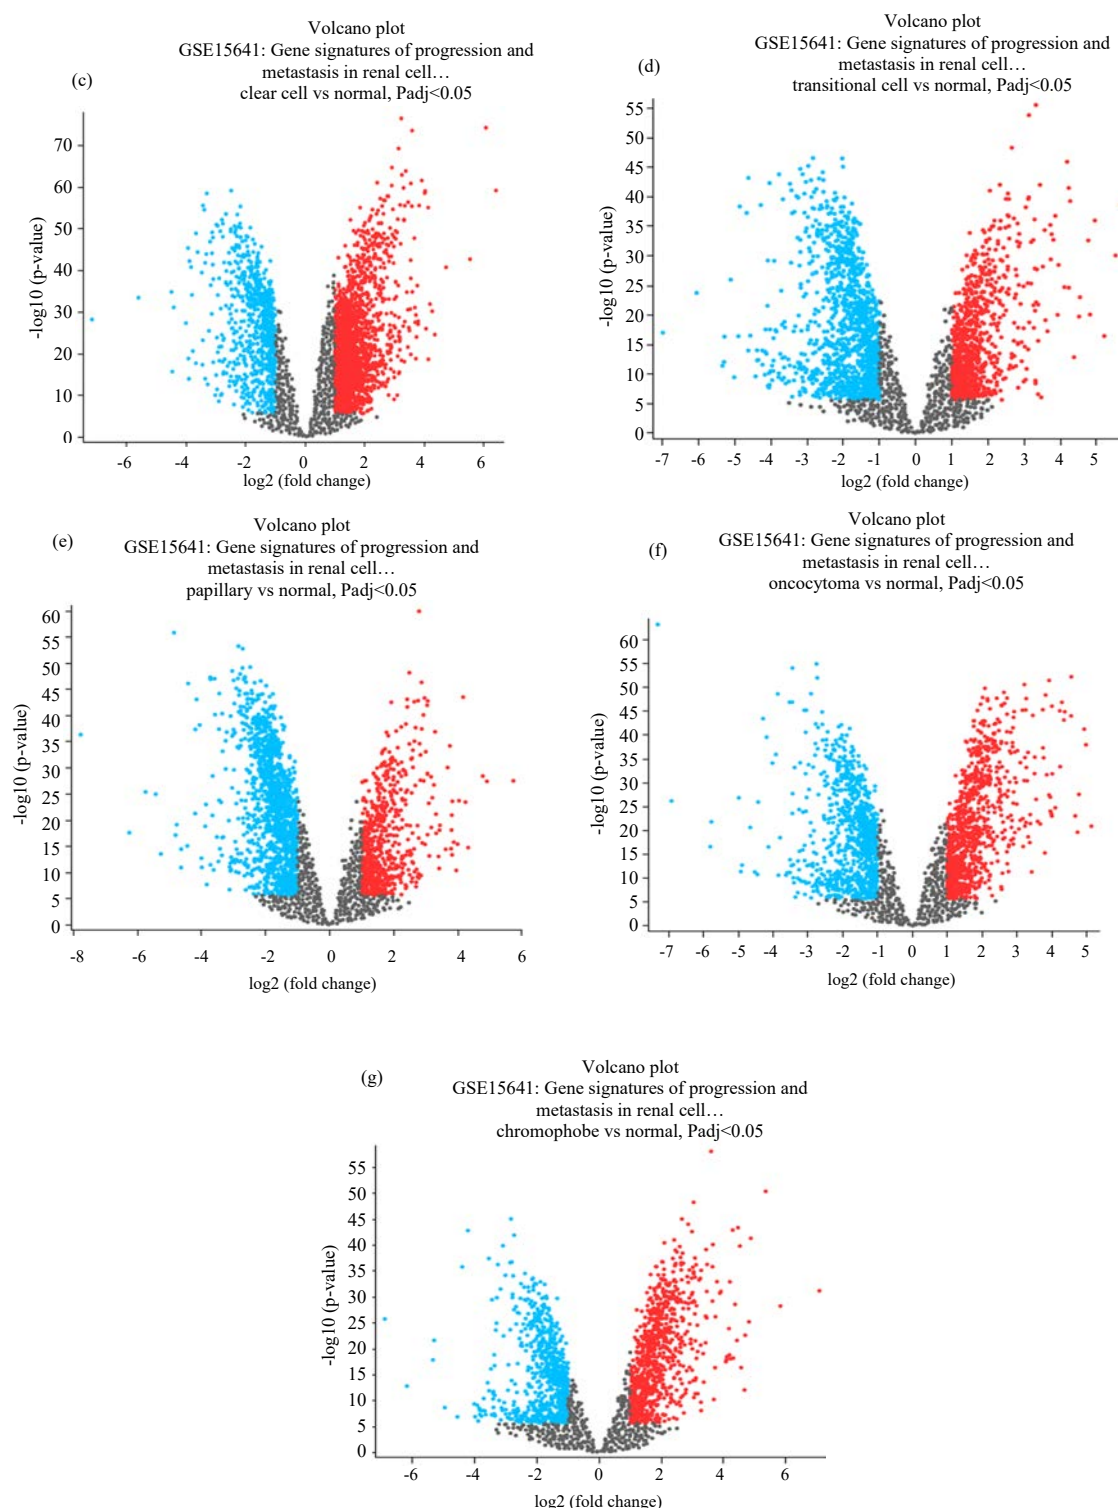 (c)
Volcano plot
GSE15641: Gene signatures of progression and
metastasis in renal cell…
clear cell vs normal, Padj<0.05
70
60
50
40
30
20
10
0
-log10 (p-value)
-6 -4 -2 0 2 4 6
log2 (fold change)
(d)
Volcano plot
GSE15641: Gene signatures of progression and
metastasis in renal cell…
transitional cell vs normal, Padj<0.05
55
50
45
40
35
30
25
20
15
10
5
0
-log10 (p-value)
-7 -6 -5 -4 -3 -2 -1 0 1 2 3 4 5
log2 (fold change)
(e)
Volcano plot
GSE15641: Gene signatures of progression and
metastasis in renal cell…
papillary vs normal, Padj<0.05
60
55
50
45
40
35
30
25
20
15
10
5
0
-log10 (p-value)
-8 -6 -4 -2 0 2 4 6
log2 (fold change)
(f)
Volcano plot
GSE15641: Gene signatures of progression and
metastasis in renal cell…
oncocytoma vs normal, Padj<0.05
60
55
50
45
40
35
30
25
20
15
10
5
0
-log10 (p-value)
-7 -6 -5 -4 -3 -2 -1 0 1 2 3 4 5
log2 (fold change)
(g)
Volcano plot
GSE15641: Gene signatures of progression and
metastasis in renal cell…
chromophobe vs normal, Padj<0.05
55
50
45
40
35
30
25
20
15
10
5
0
-log10 (p-value)
-6 -4 -2 0 2 4 6
log2 (fold change)